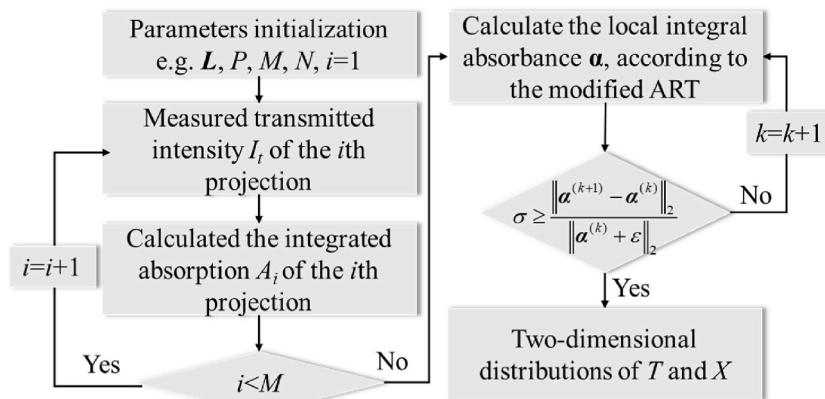 Parameters initialization
e.g. L, P, M, N, i=1
Measured transmitted
intensity I_t of the ith
projection
Calculated the integrated
absorption A_i of the ith
projection
i=i+1
Yes
i<M
No
Calculate the local integral
absorbance α, according to
the modified ART
k=k+1
σ ≥ ‖α^(k+1) − α^(k)‖₂ / ‖α^(k) + ε‖₂
No
Yes
Two-dimensional
distributions of T and X